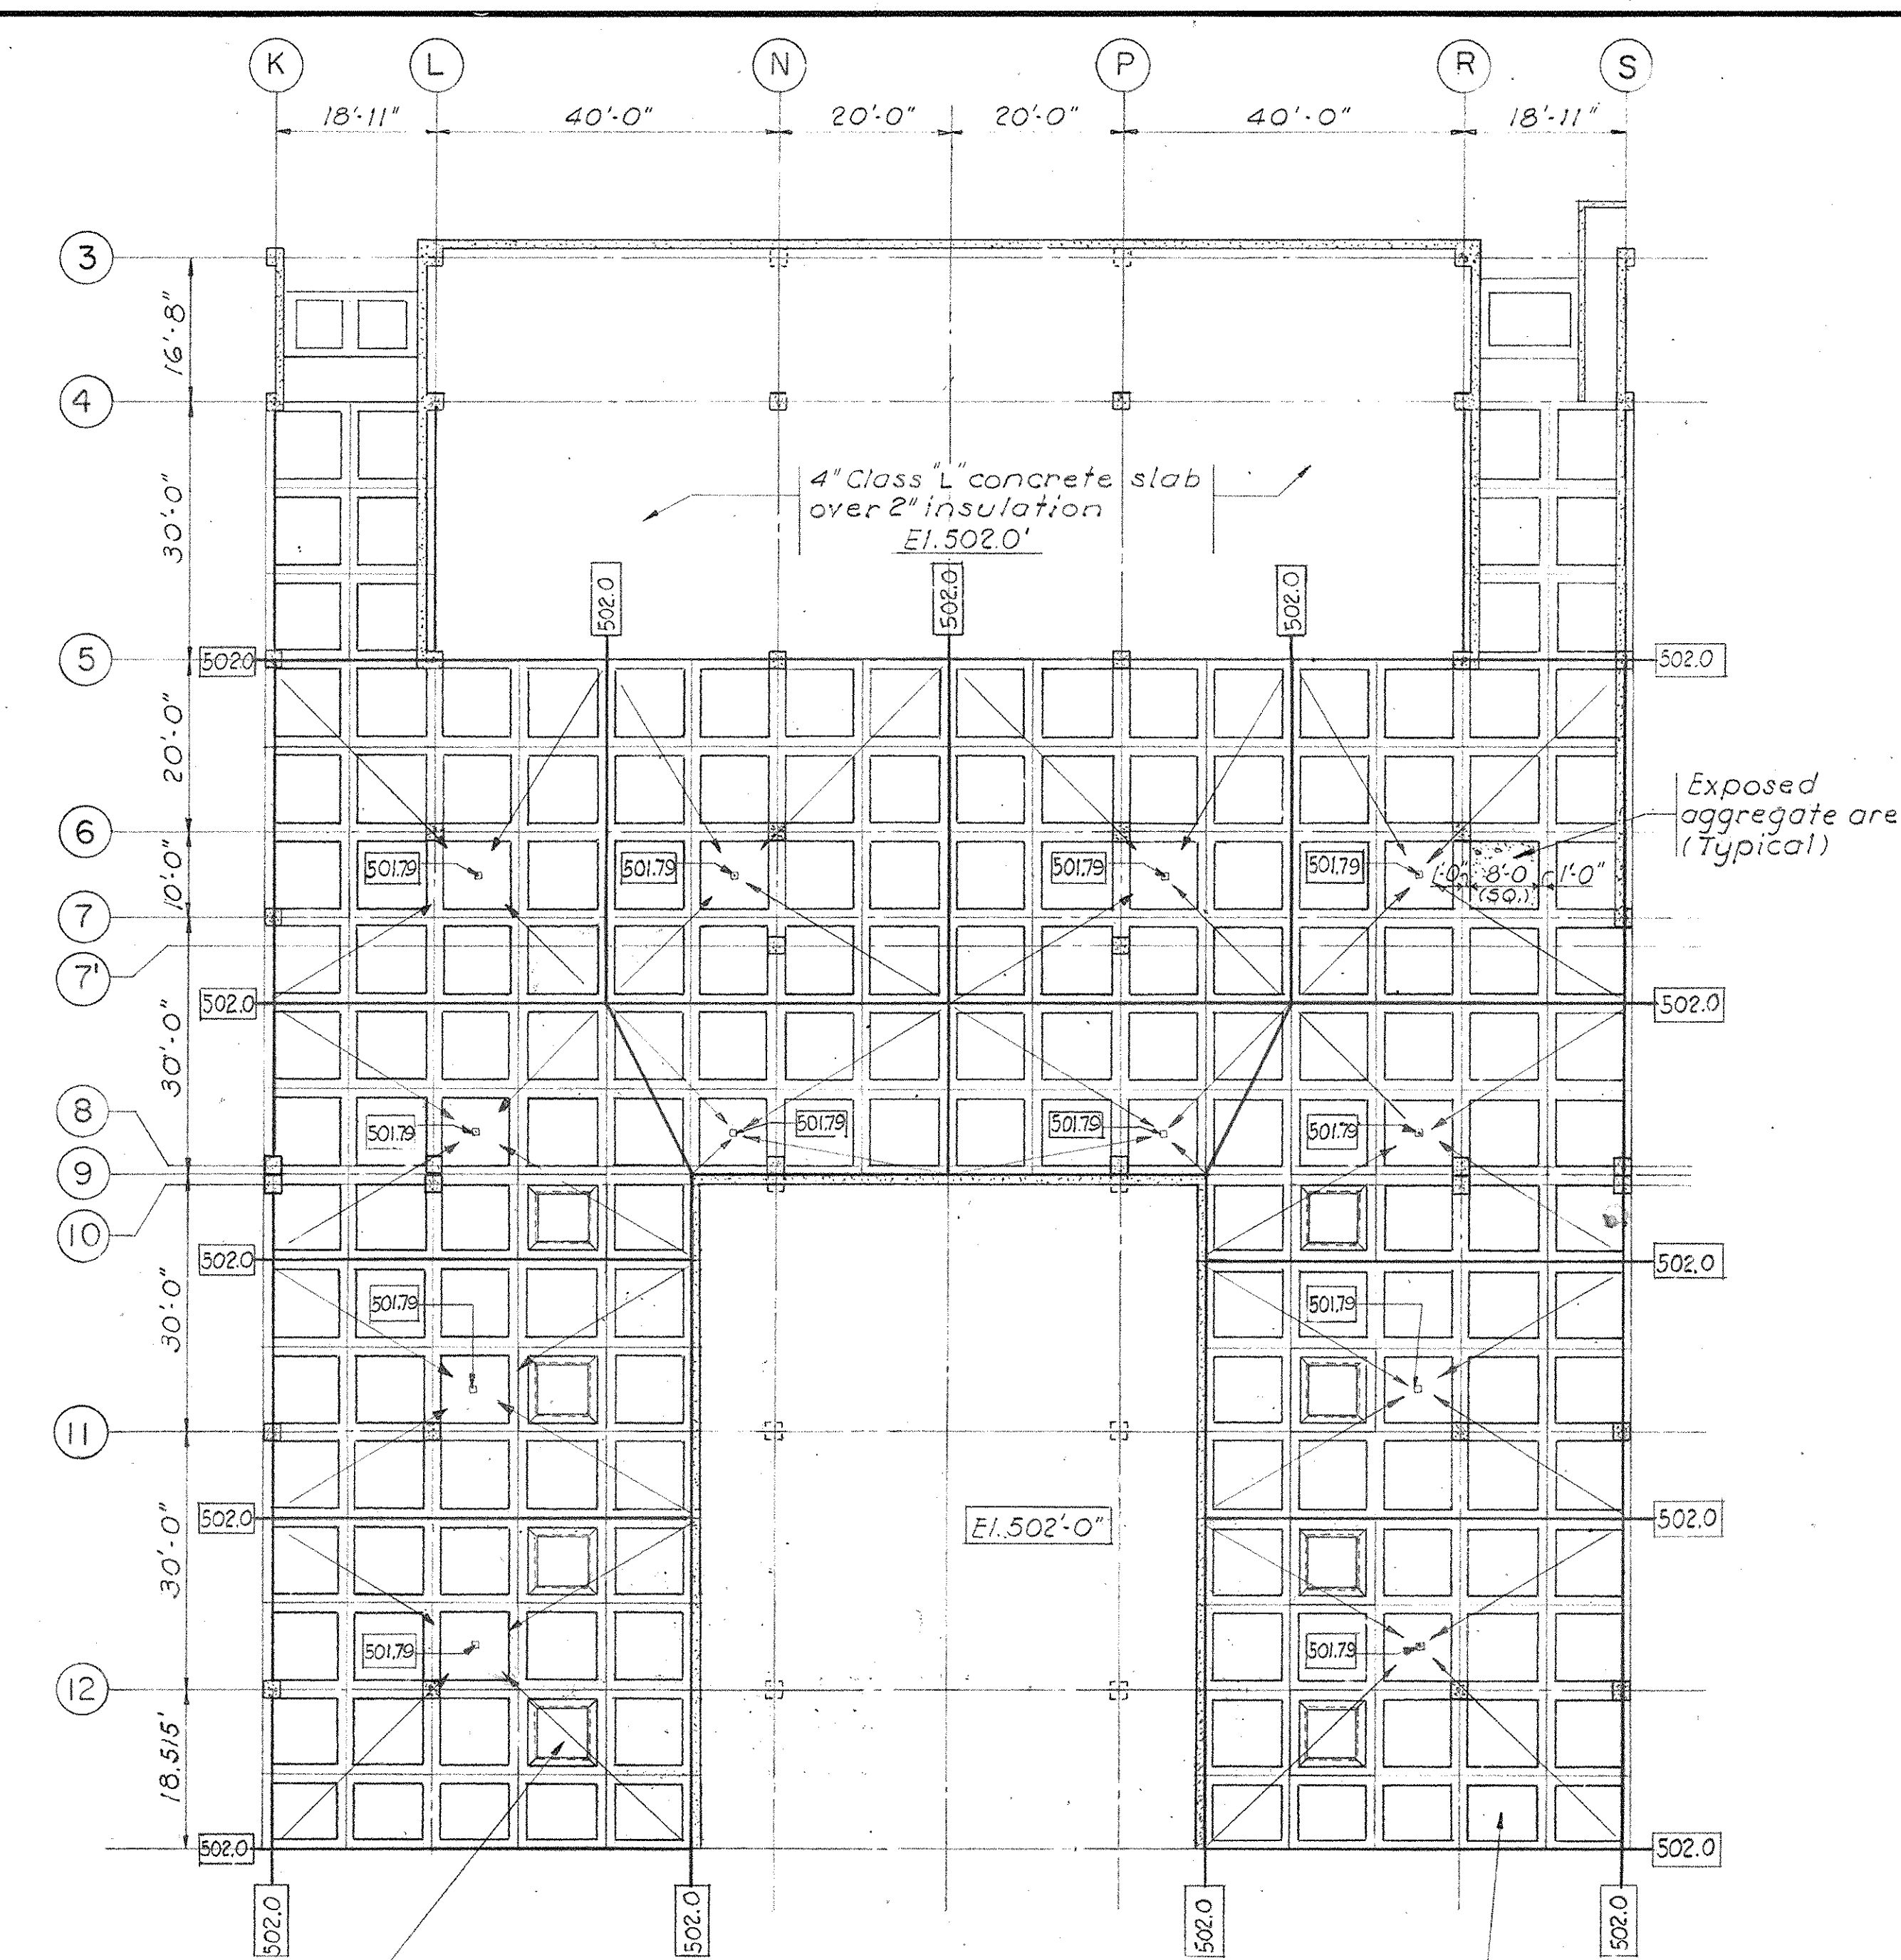 K L N P R S
18'-11" 40'-0" 20'-0" 20'-0" 40'-0" 18'-11"
3
16'-8"
4
30'-0"
4" Class "L" concrete slab
over 2" insulation
El. 502.0'
502.0 502.0 502.0
5 502.0 502.0
20'-0"
Exposed
aggregate are
(Typical)
6
10'-0"
501.79 501.79 501.79 501.79 1'-0" 8'-0 1'-0"
(SQ.)
7
7'
502.0 502.0
30'-0"
8
501.79 501.79 501.79 501.79
9
10
502.0 502.0
501.79 501.79
30'-0"
11
502.0 El. 502'-0" 502.0
30'-0"
501.79 501.79
12
18.515'
502.0 502.0
502.0 502.0 502.0 502.0